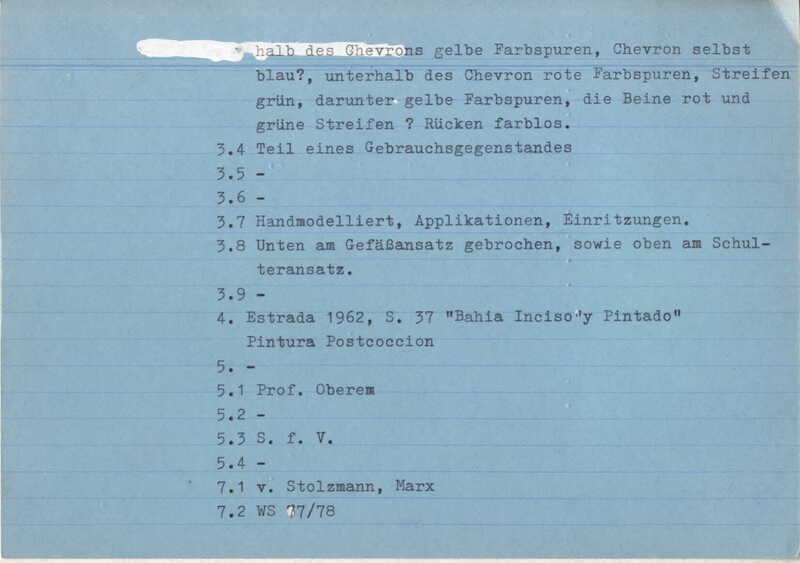 halb des Chevrons gelbe Farbspuren, Chevron selbst
blau?, unterhalb des Chevron rote Farbspuren, Streifen
grün, darunter gelbe Farbspuren, die Beine rot und
grüne Streifen ? Rücken farblos.
3.4 Teil eines Gebrauchsgegenstandes
3.5 -
3.6 -
3.7 Handmodelliert, Applikationen, Einritzungen.
3.8 Unten am Gefäßansatz gebrochen, sowie oben am Schul-
teransatz.
3.9 -
4. Estrada 1962, S. 37 "Bahia Inciso"y Pintado"
Pintura Postcoccion
5. -
5.1 Prof. Oberem
5.2 -
5.3 S. f. V.
5.4 -
7.1 v. Stolzmann, Marx
7.2 WS 77/78